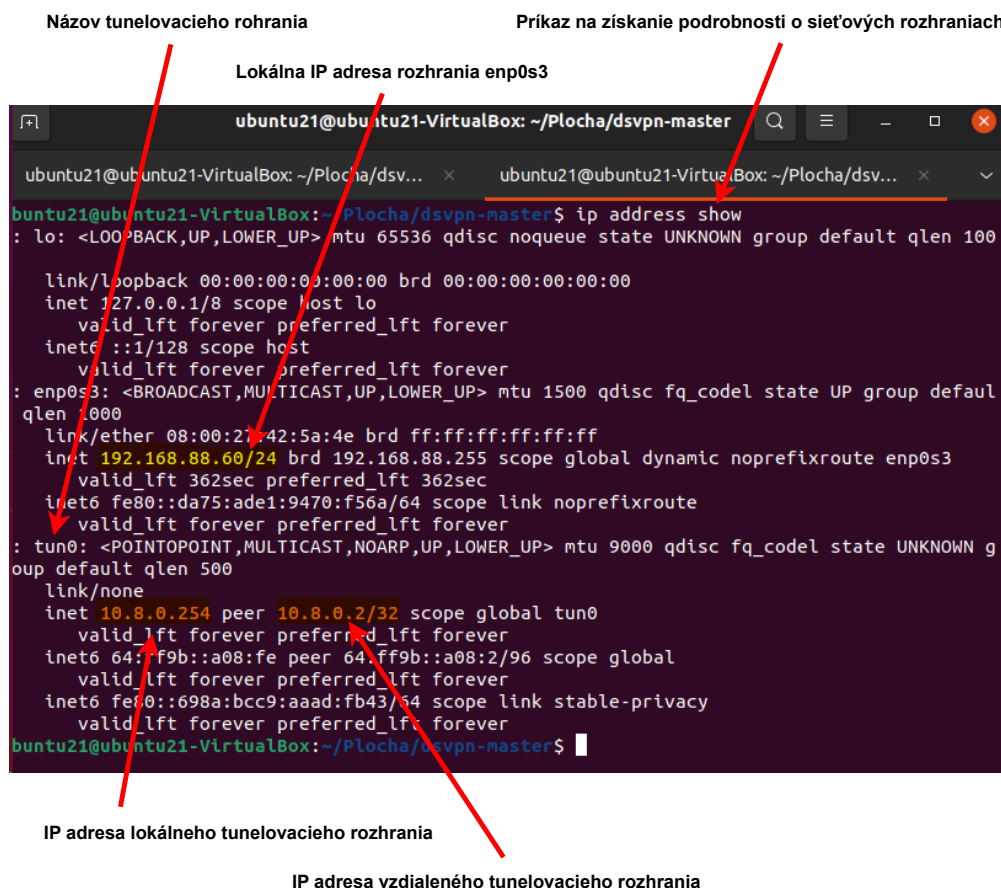 Názov tunelovacieho rohrania
Príkaz na získanie podrobnosti o sieťových rozhraniach
Lokálna IP adresa rozhrania enp0s3
ubuntu21@ubuntu21-VirtualBox: ~/Plocha/dsvpn-master
ubuntu21@ubuntu21-VirtualBox: ~/Plocha/dsv...
ubuntu21@ubuntu21-VirtualBox: ~/Plocha/dsv...
buntu21@ubuntu21-VirtualBox:~/Plocha/dsvpn-master$ ip address show
: lo: <LOOPBACK,UP,LOWER_UP> mtu 65536 qdisc noqueue state UNKNOWN group default qlen 100
link/loopback 00:00:00:00:00:00 brd 00:00:00:00:00:00
inet 127.0.0.1/8 scope host lo
valid_lft forever preferred_lft forever
inet6 ::1/128 scope host
valid_lft forever preferred_lft forever
: enp0s3: <BROADCAST,MULTICAST,UP,LOWER_UP> mtu 1500 qdisc fq_codel state UP group defaul
qlen 1000
link/ether 08:00:27:42:5a:4e brd ff:ff:ff:ff:ff:ff
inet 192.168.88.60/24 brd 192.168.88.255 scope global dynamic noprefixroute enp0s3
valid_lft 362sec preferred_lft 362sec
inet6 fe80::da75:ade1:9470:f56a/64 scope link noprefixroute
valid_lft forever preferred_lft forever
: tun0: <POINTOPOINT,MULTICAST,NOARP,UP,LOWER_UP> mtu 9000 qdisc fq_codel state UNKNOWN g
oup default qlen 500
link/none
inet 10.8.0.254 peer 10.8.0.2/32 scope global tun0
valid_lft forever preferred_lft forever
inet6 64:ff9b::a08:fe peer 64:ff9b::a08:2/96 scope global
valid_lft forever preferred_lft forever
inet6 fe80::698a:bcc9:aaad:fb43/64 scope link stable-privacy
valid_lft forever preferred_lft forever
buntu21@ubuntu21-VirtualBox:~/Plocha/dsvpn-master$
IP adresa lokálneho tunelovacieho rozhrania
IP adresa vzdialeného tunelovacieho rozhrania